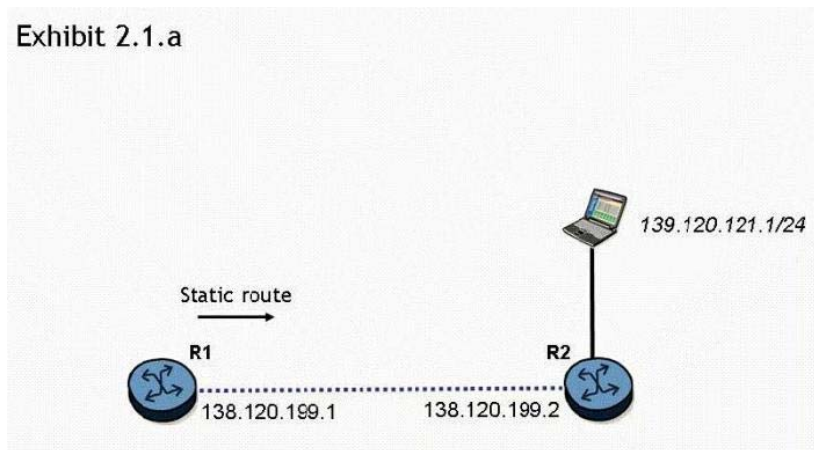 Exhibit 2.1.a
139.120.121.1/24
Static route
R1
R2
138.120.199.1
138.120.199.2